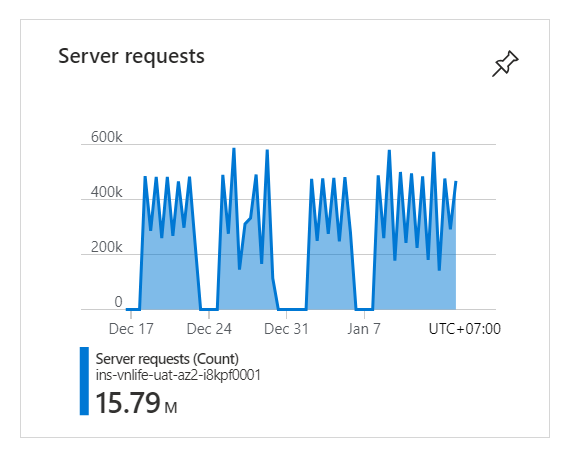 Server requests
600k
400k
200k
0
Dec 17 Dec 24 Dec 31 Jan 7 UTC+07:00
Server requests (Count)
ins-vnlife-uat-az2-i8kpf0001
15.79 M